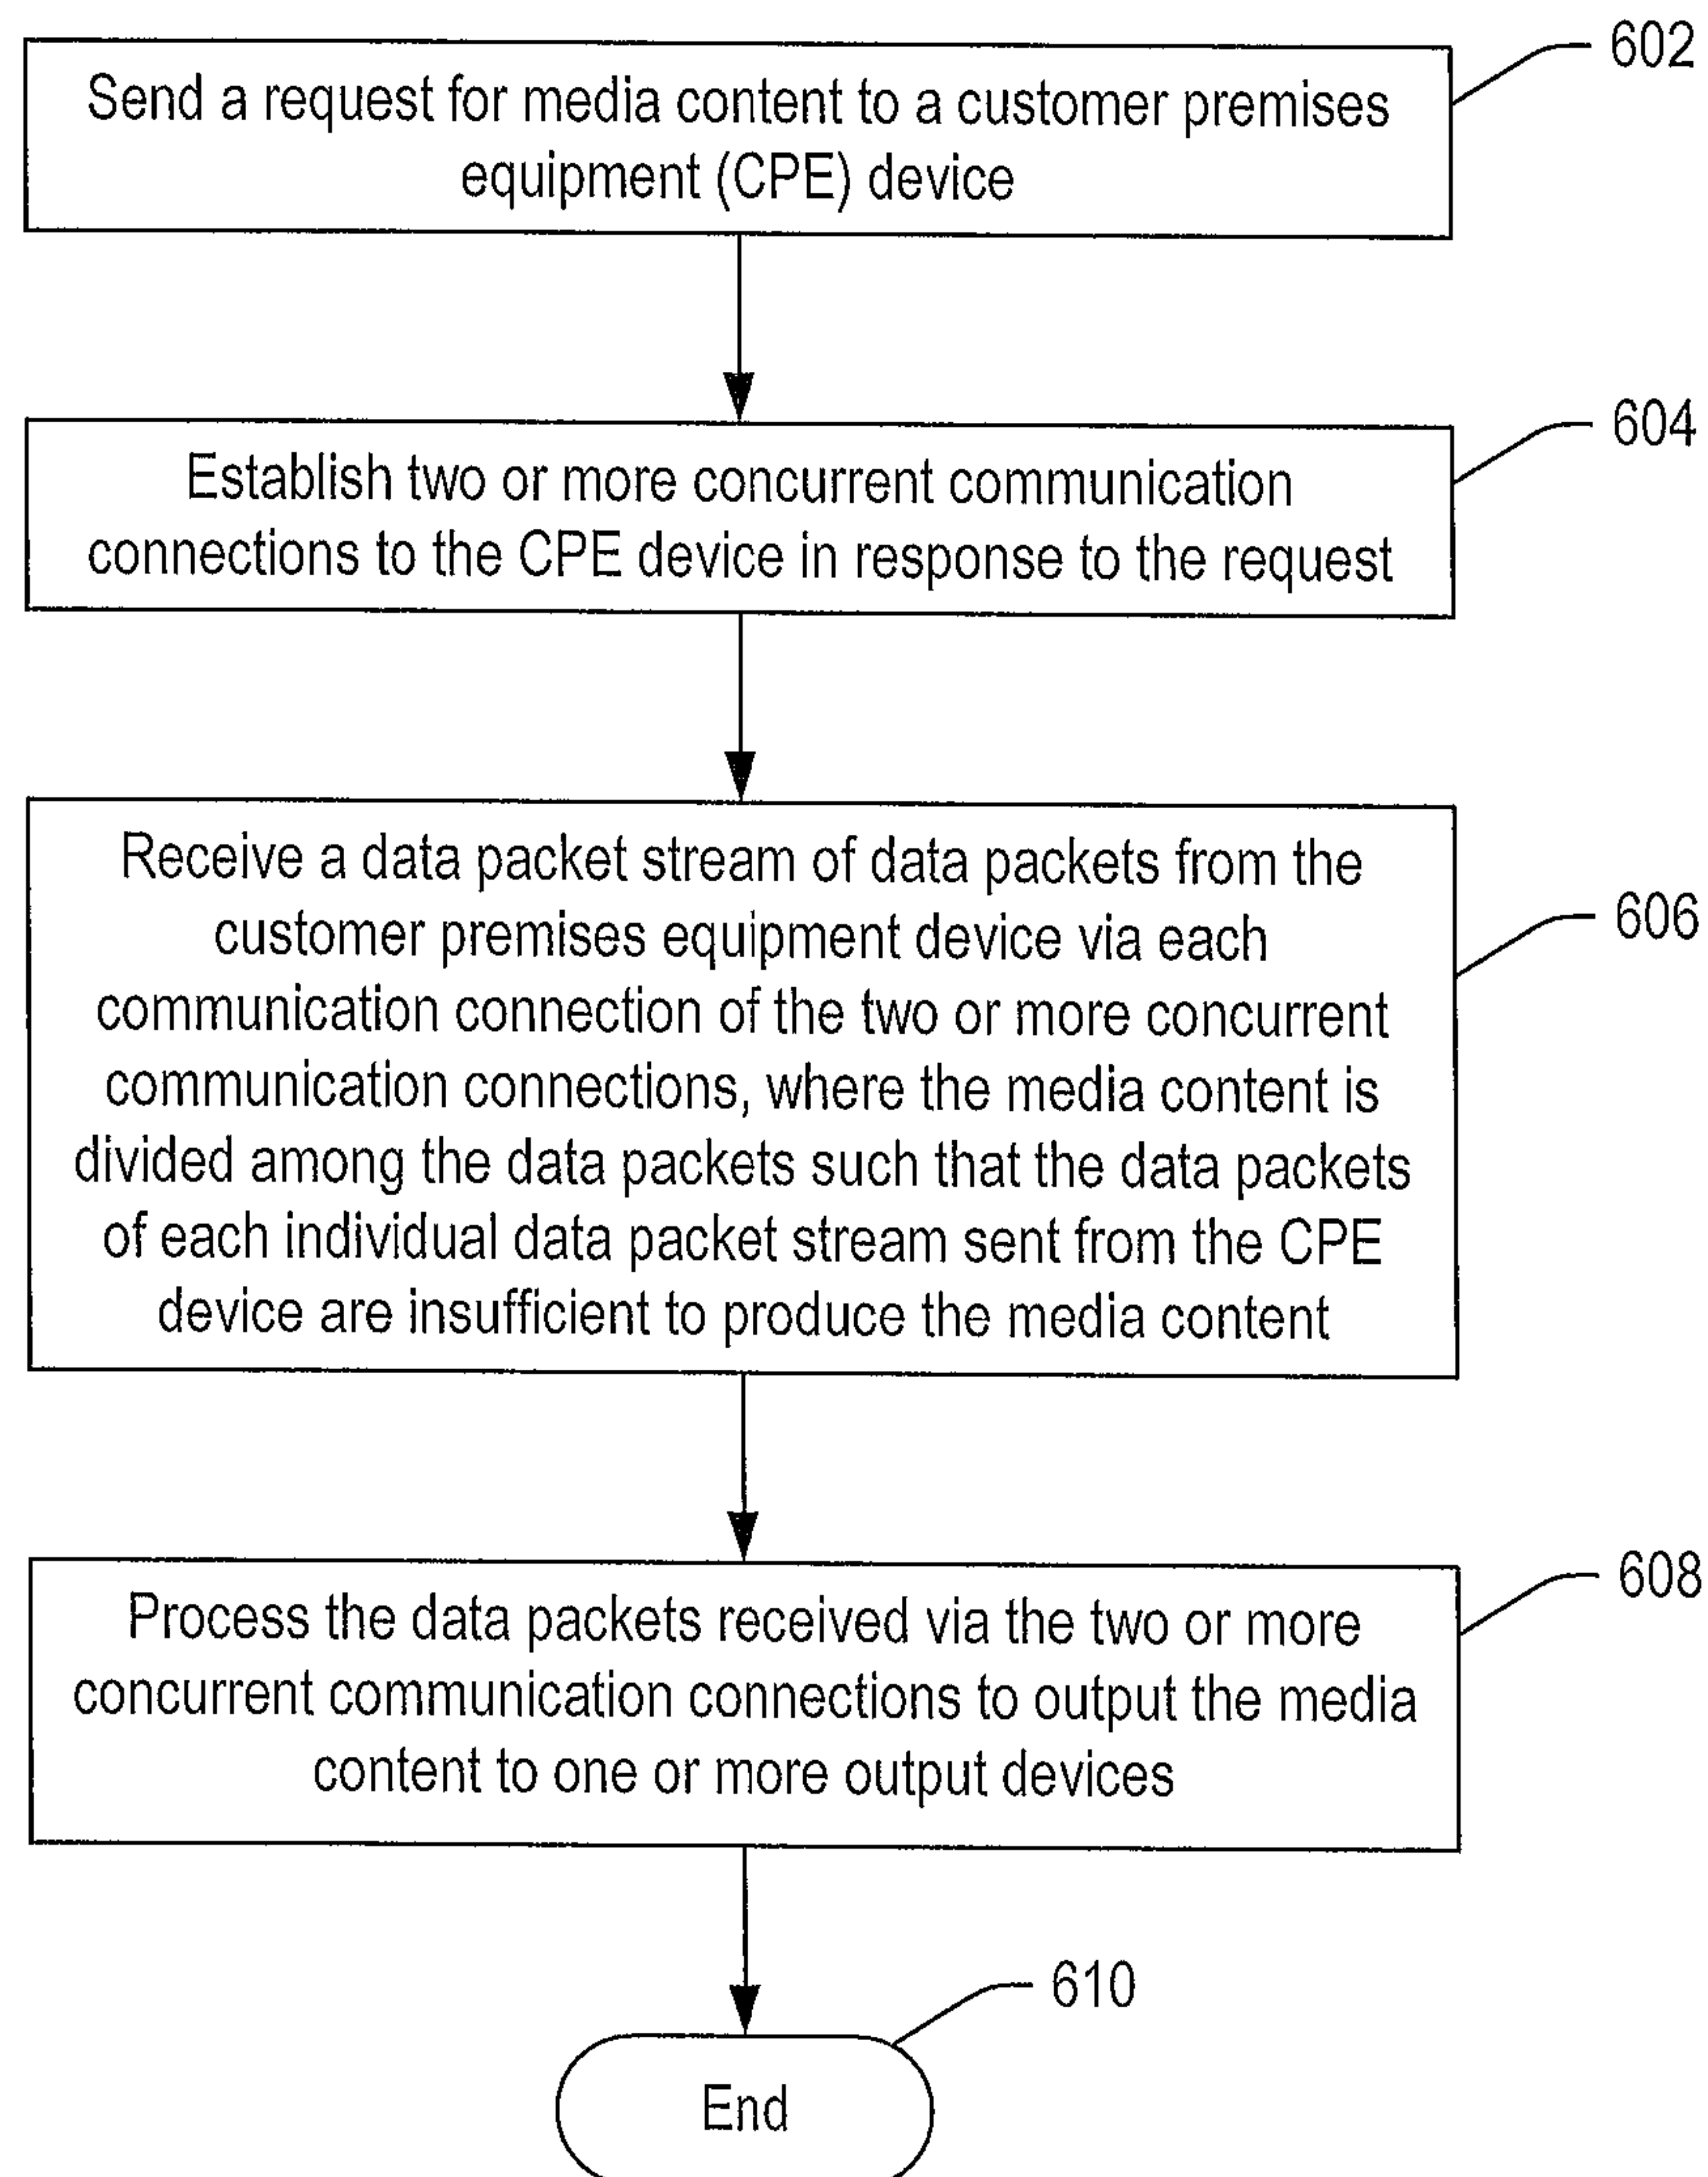 602
Send a request for media content to a customer premises
equipment (CPE) device
604
Establish two or more concurrent communication
connections to the CPE device in response to the request
606
Receive a data packet stream of data packets from the
customer premises equipment device via each
communication connection of the two or more concurrent
communication connections, where the media content is
divided among the data packets such that the data packets
of each individual data packet stream sent from the CPE
device are insufficient to produce the media content
608
Process the data packets received via the two or more
concurrent communication connections to output the media
content to one or more output devices
610
End